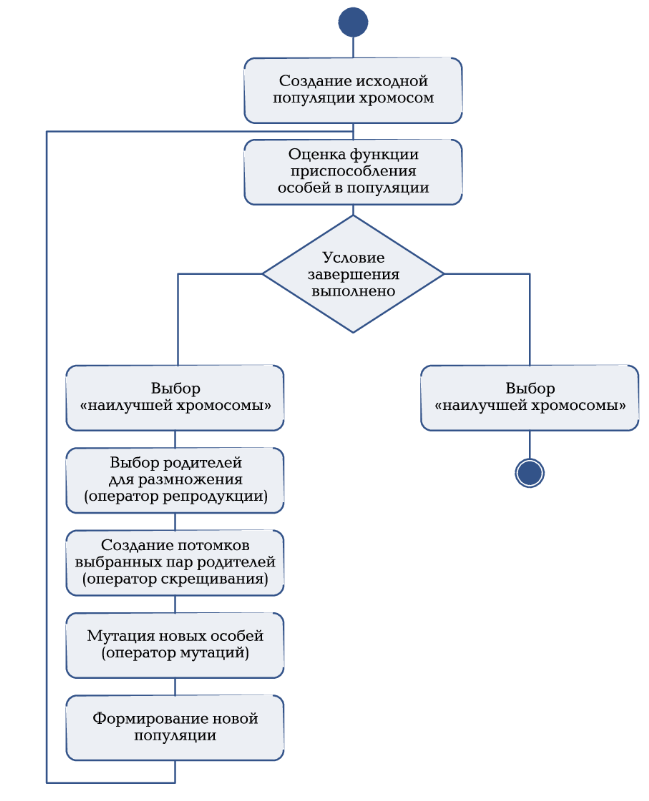 Создание исходной
популяции хромосом
Оценка функции
приспособления
особей в популяции
Условие
завершения
выполнено
Выбор
«наилучшей хромосомы»
Выбор
«наилучшей хромосомы»
Выбор родителей
для размножения
(оператор репродукции)
Создание потомков
выбранных пар родителей
(оператор скрещивания)
Мутация новых особей
(оператор мутаций)
Формирование новой
популяции